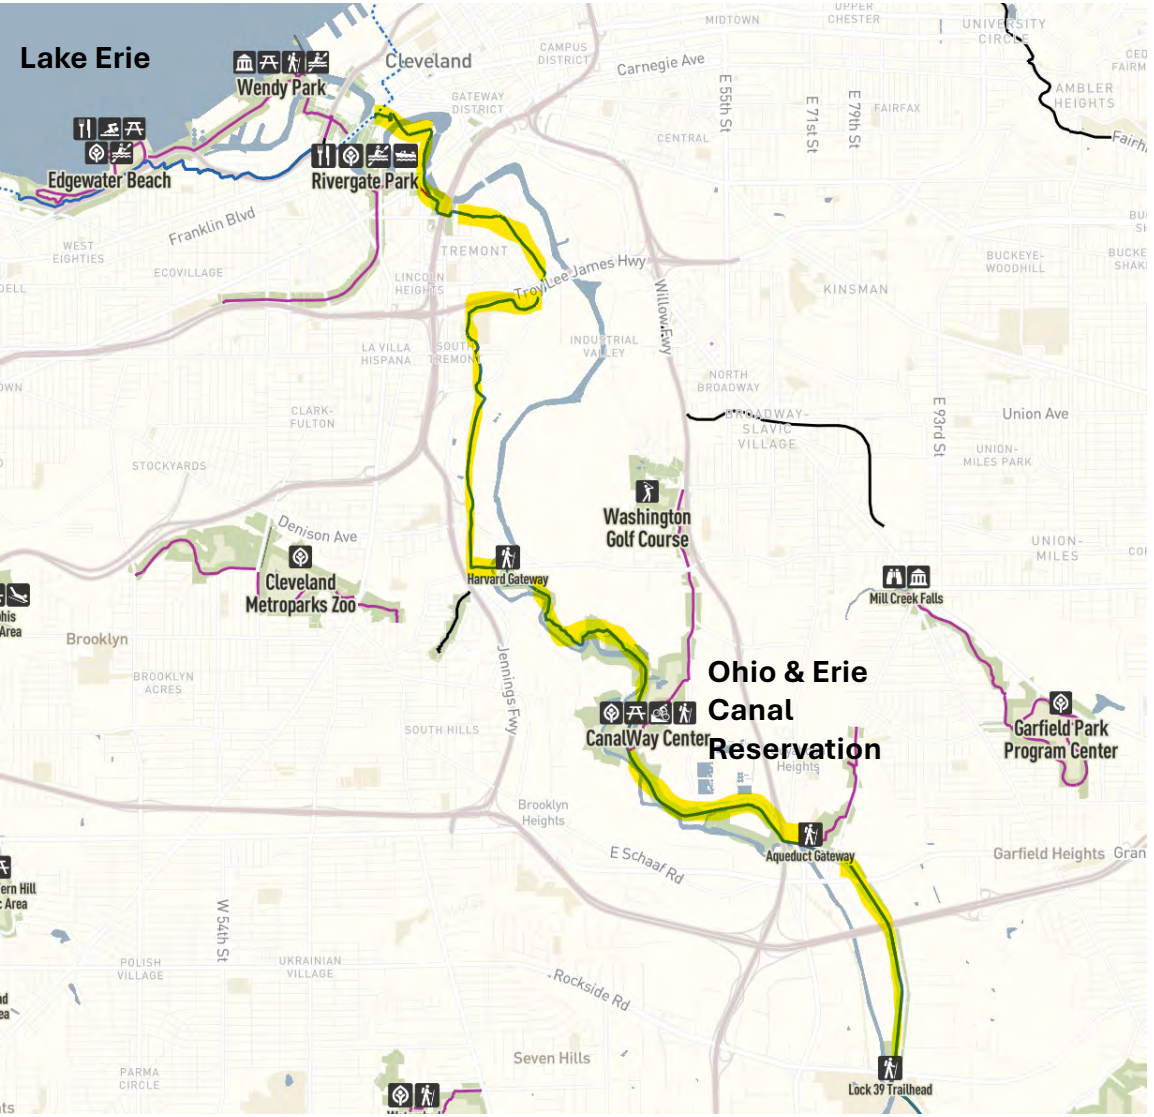 UPPER
CHESTER
MIDTOWN
UNIVERSITY
CIRCLE
Lake Erie
CAMPUS
DISTRICT
Cleveland
Carnegie Ave
Wendy Park
GATEWAY
DISTRICT
E 55th St
E 71st St
E 79th St
FAIRFAX
AMBLER
HEIGHTS
CENTRAL
Edgewater Beach
Rivergate Park
Franklin Blvd
WEST
EIGHTIES
TREMONT
BUCKEYE-
WOODHILL
ECOVILLAGE
LINCOLN
HEIGHTS
Troy Lee James Hwy
KINSMAN
Willow Fwy
LA VILLA
HISPANA
SOUTH
TREMONT
INDUSTRIAL
VALLEY
NORTH
BROADWAY
CLARK-
FULTON
BROADWAY-
SLAVIC
VILLAGE
E 93rd St
Union Ave
UNION-
MILES PARK
STOCKYARDS
Washington
Golf Course
Denison Ave
UNION-
MILES
Cleveland
Metroparks Zoo
Harvard Gateway
Mill Creek Falls
Area
Brooklyn
BROOKLYN
ACRES
Jennings Fwy
Ohio & Erie
Canal
Reservation
SOUTH HILLS
CanalWay Center
Heights
Garfield Park
Program Center
Brooklyn
Heights
E Schaaf Rd
Aqueduct Gateway
Garfield Heights
W 54th St
POLISH
VILLAGE
UKRAINIAN
VILLAGE
Rockside Rd
Seven Hills
PARMA
CIRCLE
Lock 39 Trailhead